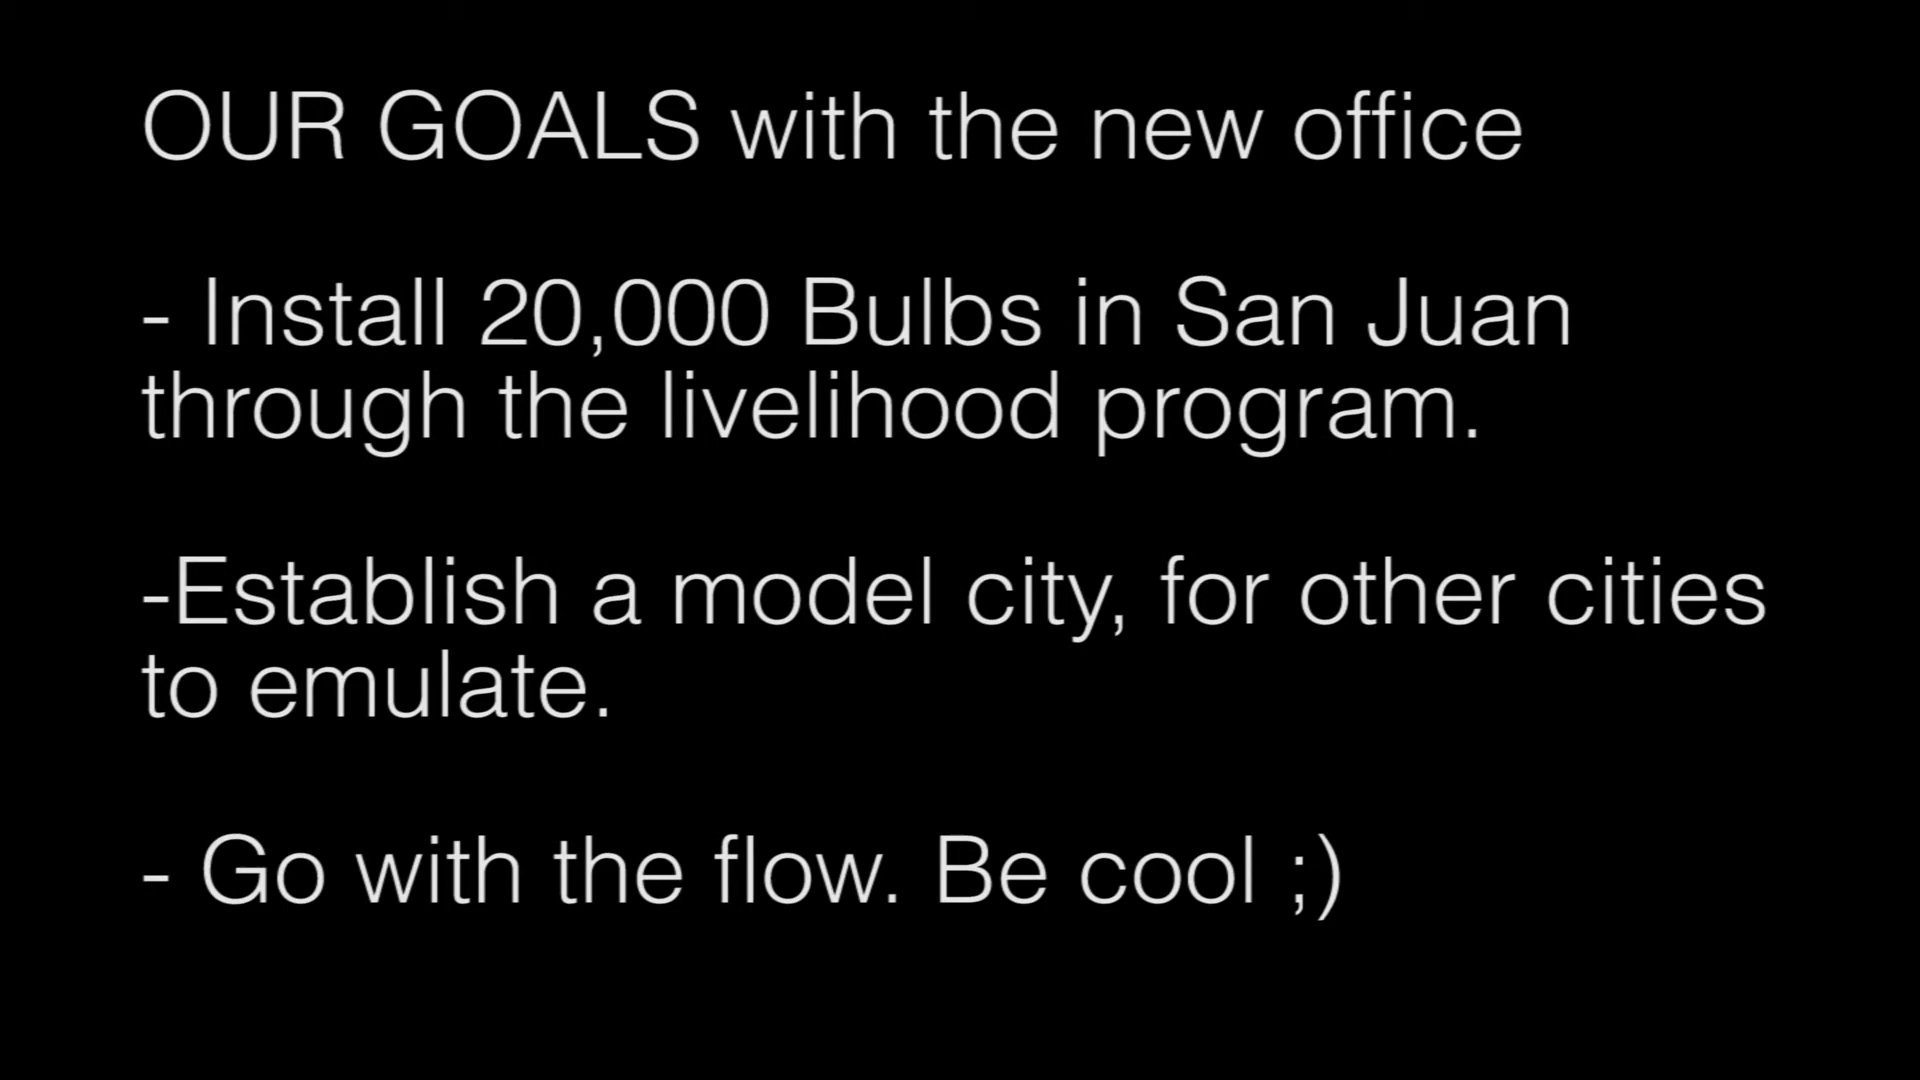 OUR GOALS with the new office
- Install 20,000 Bulbs in San Juan
through the livelihood program.
-Establish a model city, for other cities
to emulate.
- Go with the flow. Be cool ;)